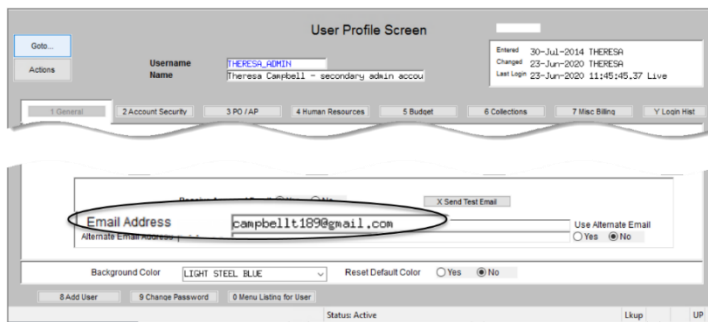 User Profile Screen
Goto...
Actions
Username THERESA_ADMIN
Name Theresa Campbell - secondary admin accou
Entered 30-Jul-2014 THERESA
Changed 23-Jun-2020 THERESA
Last Login 23-Jun-2020 11:45:45.37 Live
1 General 2 Account Security 3 PO / AP 4 Human Resources 5 Budget 6 Collections 7 Misc Billing Y Login Hist
X Send Test Email
Email Address campbellt189@gmail.com
Use Alternate Email
Alternate Email Address
Yes No
Background Color LIGHT STEEL BLUE Reset Default Color Yes No
8 Add User 9 Change Password 0 Menu Listing for User
Status: Active Lkup UP